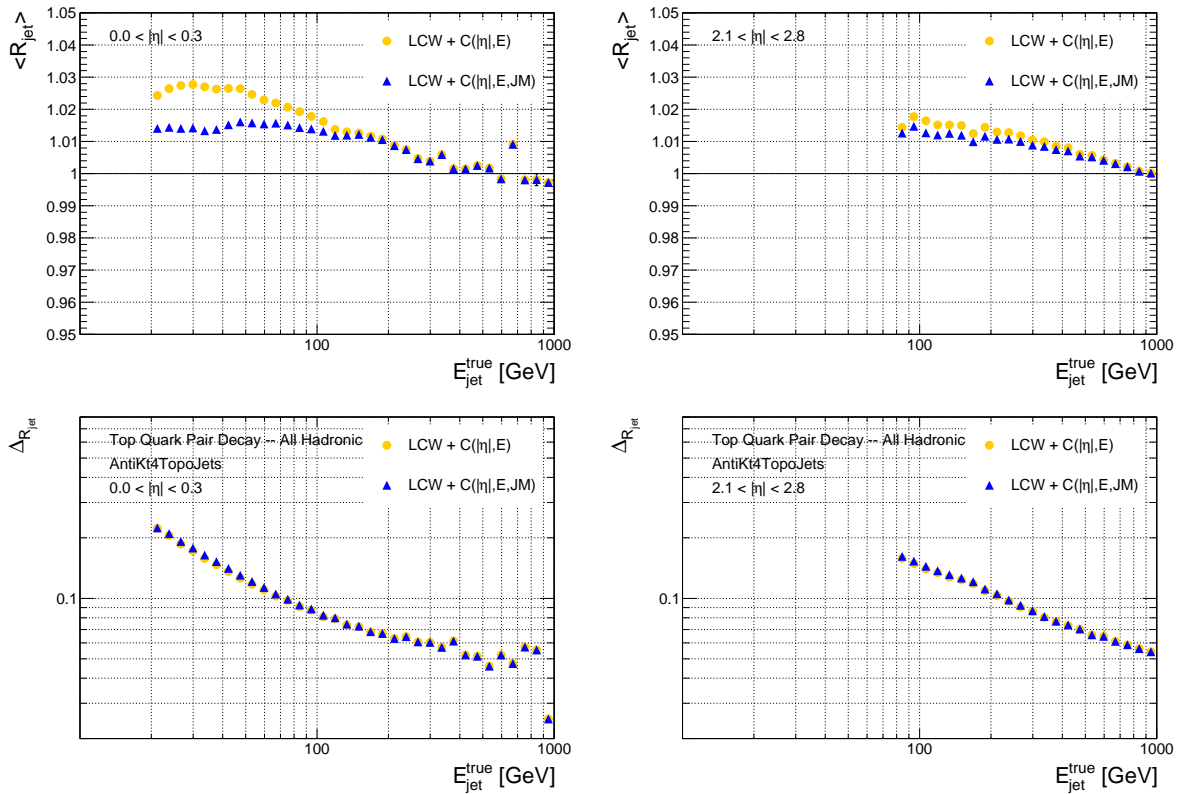 <R_jet>
1.05
1.04
1.03
1.02
1.01
1
0.99
0.98
0.97
0.96
0.95
0.0 < |η| < 0.3
LCW + C(|η|,E)
LCW + C(|η|,E,JM)
100
1000
E_jet^true [GeV]
<R_jet>
1.05
1.04
1.03
1.02
1.01
1
0.99
0.98
0.97
0.96
0.95
2.1 < |η| < 2.8
LCW + C(|η|,E)
LCW + C(|η|,E,JM)
100
1000
E_jet^true [GeV]
Δ_R_jet
0.1
Top Quark Pair Decay -- All Hadronic
AntiKt4TopoJets
0.0 < |η| < 0.3
LCW + C(|η|,E)
LCW + C(|η|,E,JM)
100
1000
E_jet^true [GeV]
Δ_R_jet
0.1
Top Quark Pair Decay -- All Hadronic
AntiKt4TopoJets
2.1 < |η| < 2.8
LCW + C(|η|,E)
LCW + C(|η|,E,JM)
100
1000
E_jet^true [GeV]